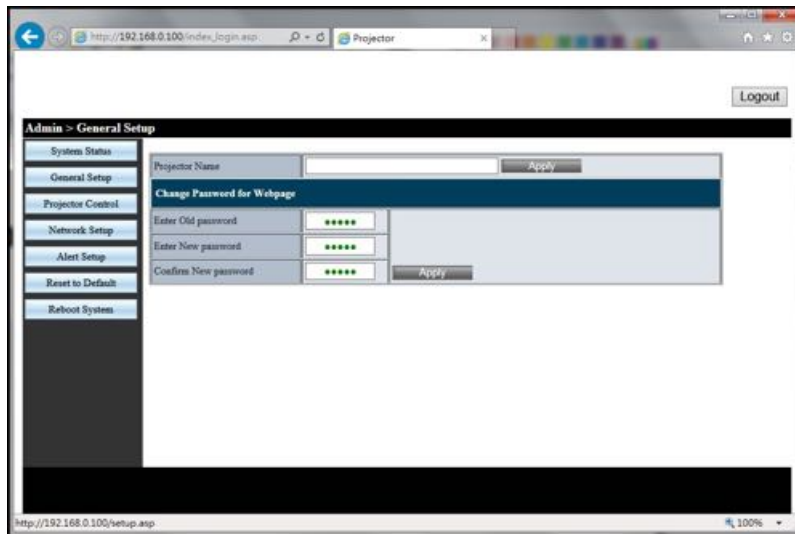 http://192.168.0.100/index_login.asp
Projector
Logout
Admin > General Setup
System Status
General Setup
Projector Control
Network Setup
Alert Setup
Reset to Default
Reboot System
Projector Name
Apply
Change Password for Webpage
Enter Old password
Enter New password
Confirm New password
Apply
http://192.168.0.100/setup.asp
100%